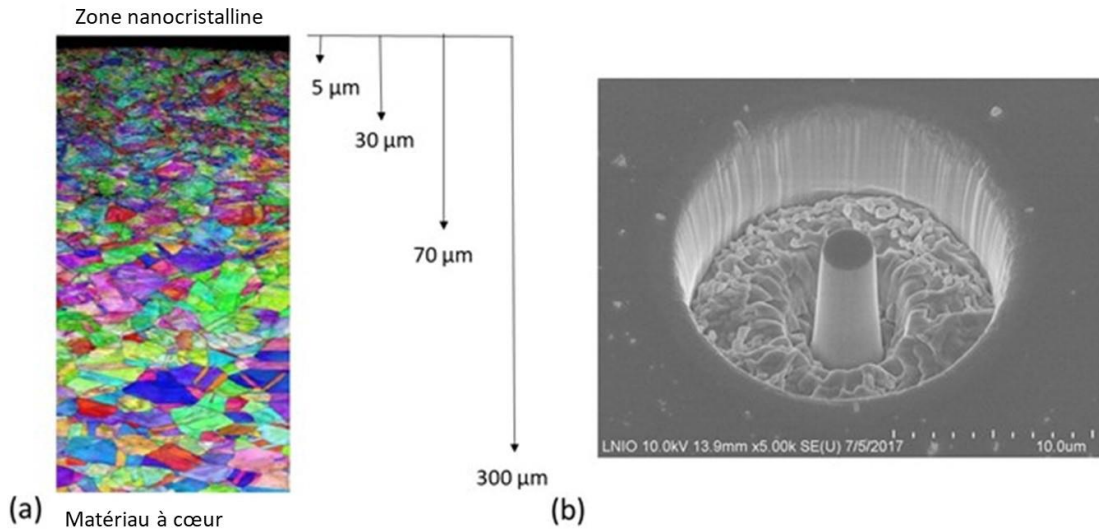 Zone nanocristalline
5 μm
30 μm
70 μm
300 μm
(a)
Matériau à cœur
LNIO 10.0kV 13.9mm x5.00k SE(U) 7/5/2017
10.0um
(b)